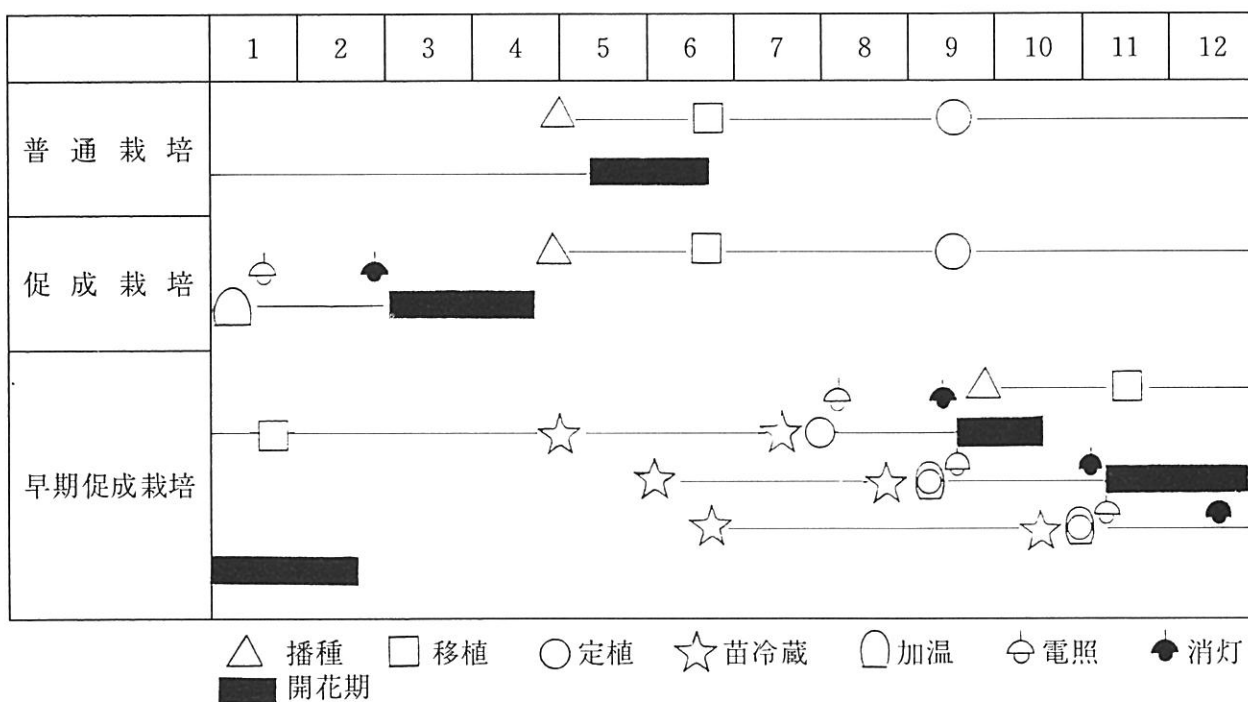 1 2 3 4 5 6 7 8 9 10 11 12
普通栽培
促成栽培
早期促成栽培
播種 移植 定植 苗冷蔵 加温 電照 消灯
開花期